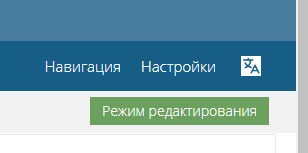 Навигация Настройки
Режим редактирования